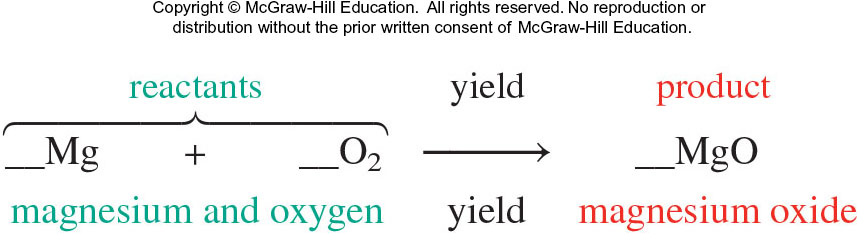 Copyright © McGraw-Hill Education. All rights reserved. No reproduction or
distribution without the prior written consent of McGraw-Hill Education.
reactants yield product
__Mg + __O₂ ⟶ __MgO
magnesium and oxygen yield magnesium oxide